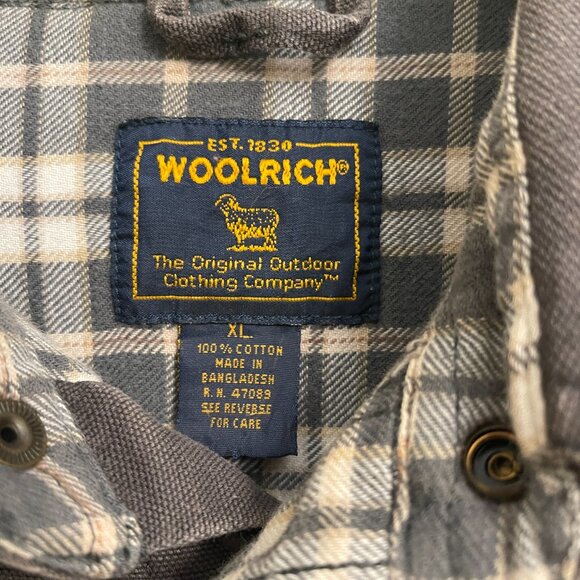 EST. 1830
WOOLRICH®
The Original Outdoor
Clothing Company™
XL
100% COTTON
MADE IN
BANGLADESH
R.N. 47089
SEE REVERSE
FOR CARE